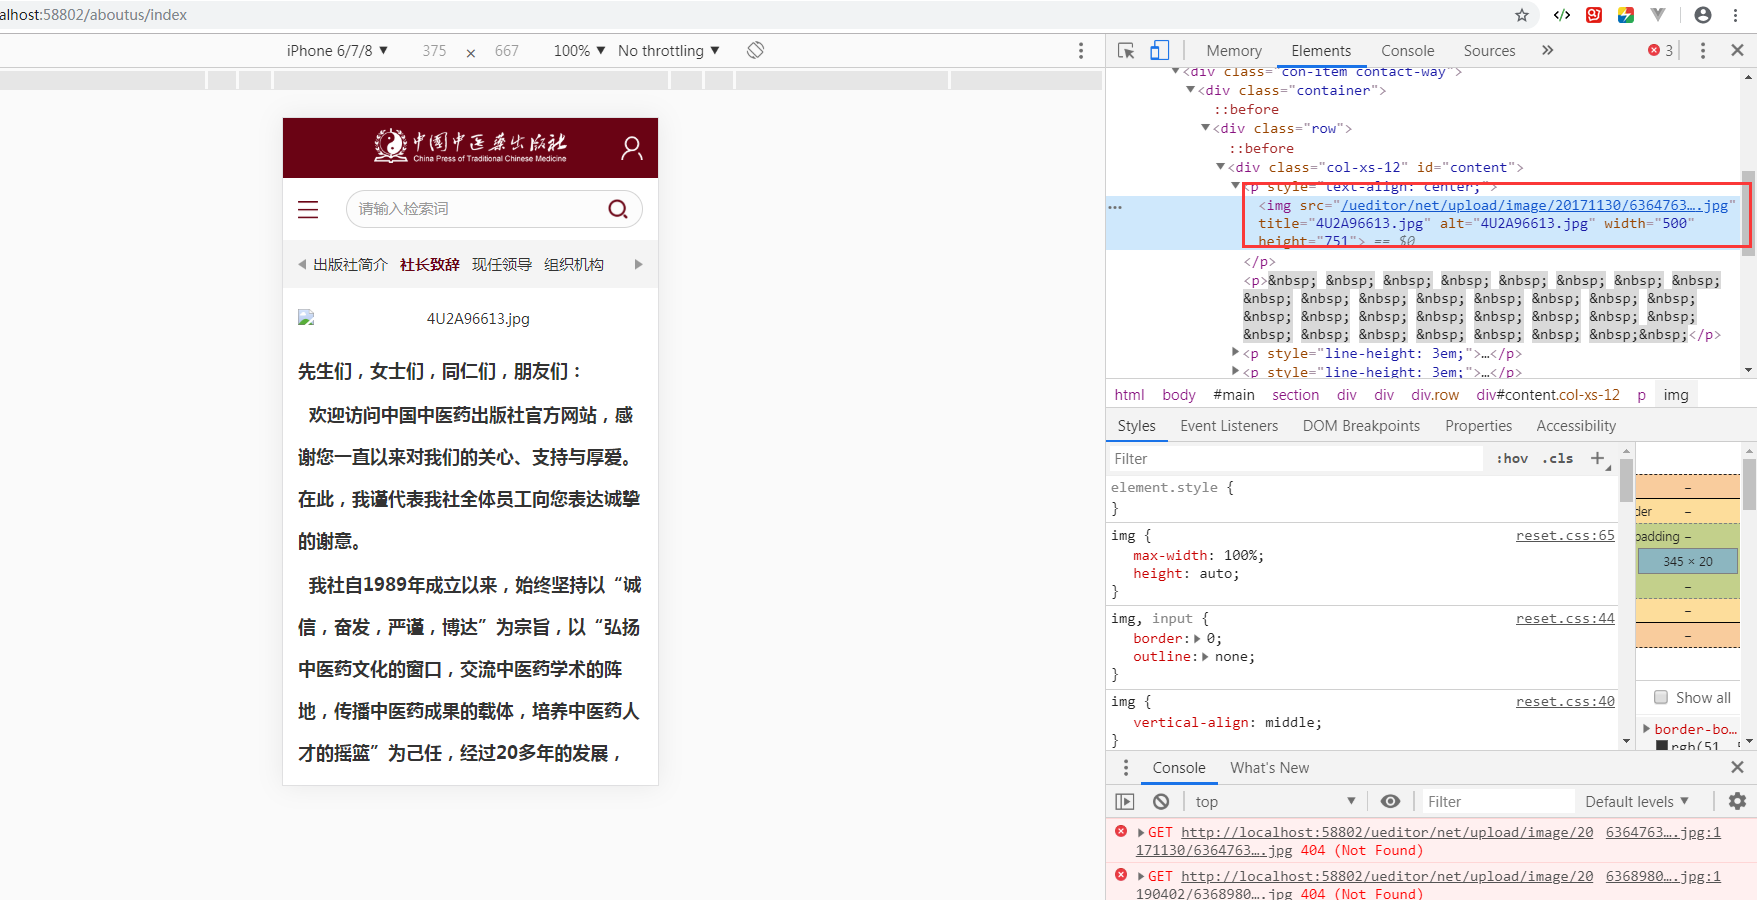 alhost:58802/aboutus/index
iPhone 6/7/8 ▼ 375 × 667 100% ▼ No throttling ▼
中国中医药出版社
China Press of Traditional Chinese Medicine
请输入检索词
出版社简介 社长致辞 现任领导 组织机构
4U2A96613.jpg
先生们，女士们，同仁们，朋友们：
欢迎访问中国中医药出版社官方网站，感
谢您一直以来对我们的关心、支持与厚爱。
在此，我谨代表我社全体员工向您表达诚挚
的谢意。
我社自1989年成立以来，始终坚持以“诚
信，奋发，严谨，博达”为宗旨，以“弘扬
中医药文化的窗口，交流中医药学术的阵
地，传播中医药成果的载体，培养中医药人
才的摇篮”为己任，经过20多年的发展，
Memory Elements Console Sources » 3
<div class="con-item contact-way">
<div class="container">
::before
<div class="row">
::before
<div class="col-xs-12" id="content">
<p style="text-align: center;">
<img src="/ueditor/net/upload/image/20171130/6364763….jpg"
title="4U2A96613.jpg" alt="4U2A96613.jpg" width="500"
height="751"> == $0
</p>
<p>&nbsp; &nbsp; &nbsp; &nbsp; &nbsp; &nbsp; &nbsp; &nbsp;
&nbsp; &nbsp; &nbsp; &nbsp; &nbsp; &nbsp; &nbsp; &nbsp;
&nbsp; &nbsp; &nbsp; &nbsp; &nbsp; &nbsp; &nbsp; &nbsp;
&nbsp; &nbsp; &nbsp; &nbsp; &nbsp; &nbsp; &nbsp;&nbsp;</p>
<p style="line-height: 3em;">…</p>
<p style="line-height: 3em;">…</p>
html body #main section div div div.row div#content.col-xs-12 p img
Styles Event Listeners DOM Breakpoints Properties Accessibility
Filter :hov .cls +
element.style {
}
img { reset.css:65
max-width: 100%;
height: auto;
}
img, input { reset.css:44
border: 0;
outline: none;
}
img { reset.css:40
vertical-align: middle;
}
–
der –
padding –
345 × 20
–
–
–
Show all
border-bo…
rgb(51,
Console What's New
top ▼ Filter Default levels ▼
GET http://localhost:58802/ueditor/net/upload/image/20 6364763….jpg:1
171130/6364763….jpg 404 (Not Found)
GET http://localhost:58802/ueditor/net/upload/image/20 6368980….jpg:1
190402/6368980….jpg 404 (Not Found)